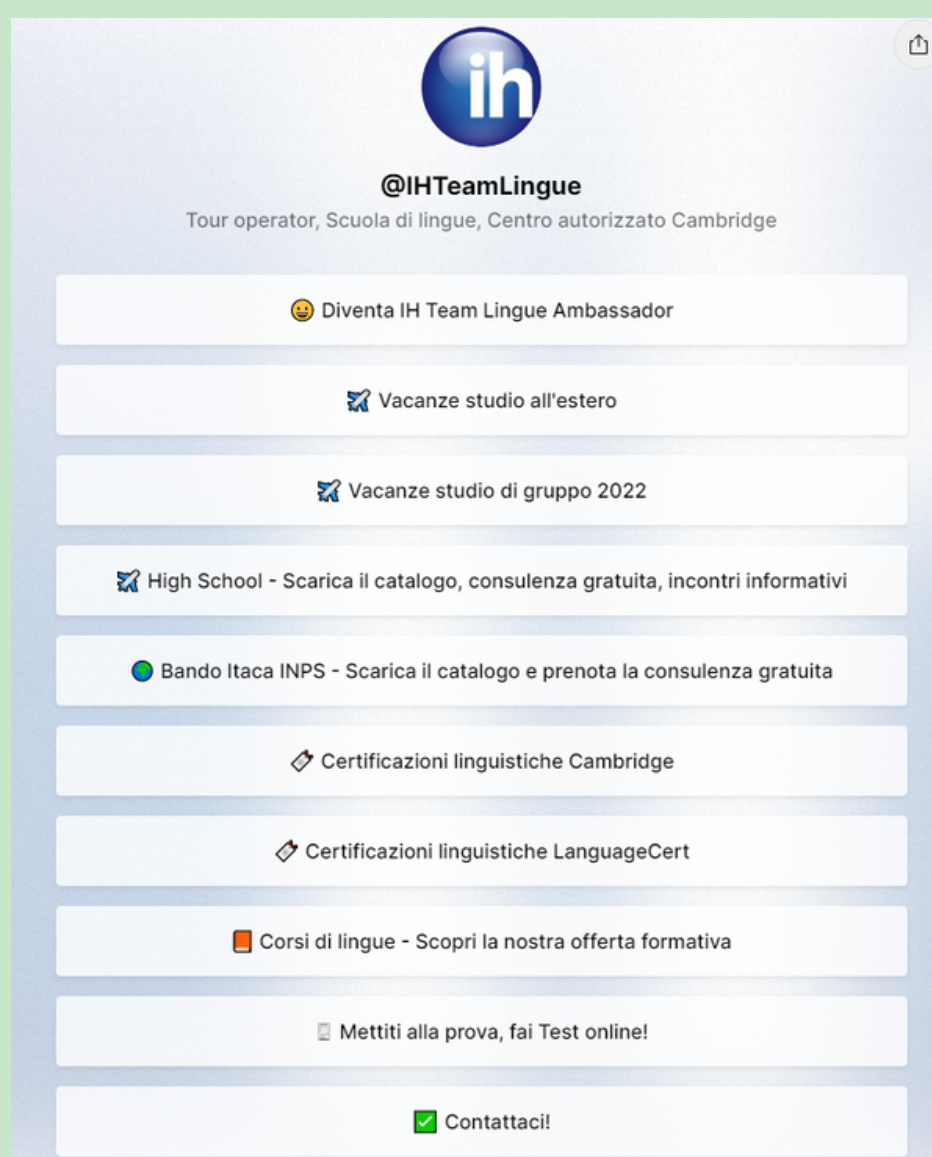 ih
@IHTeamLingue
Tour operator, Scuola di lingue, Centro autorizzato Cambridge
😀 Diventa IH Team Lingue Ambassador
✈️ Vacanze studio all'estero
✈️ Vacanze studio di gruppo 2022
✈️ High School - Scarica il catalogo, consulenza gratuita, incontri informativi
🌍 Bando Itaca INPS - Scarica il catalogo e prenota la consulenza gratuita
Certificazioni linguistiche Cambridge
Certificazioni linguistiche LanguageCert
📙 Corsi di lingue - Scopri la nostra offerta formativa
Mettiti alla prova, fai Test online!
✅ Contattaci!